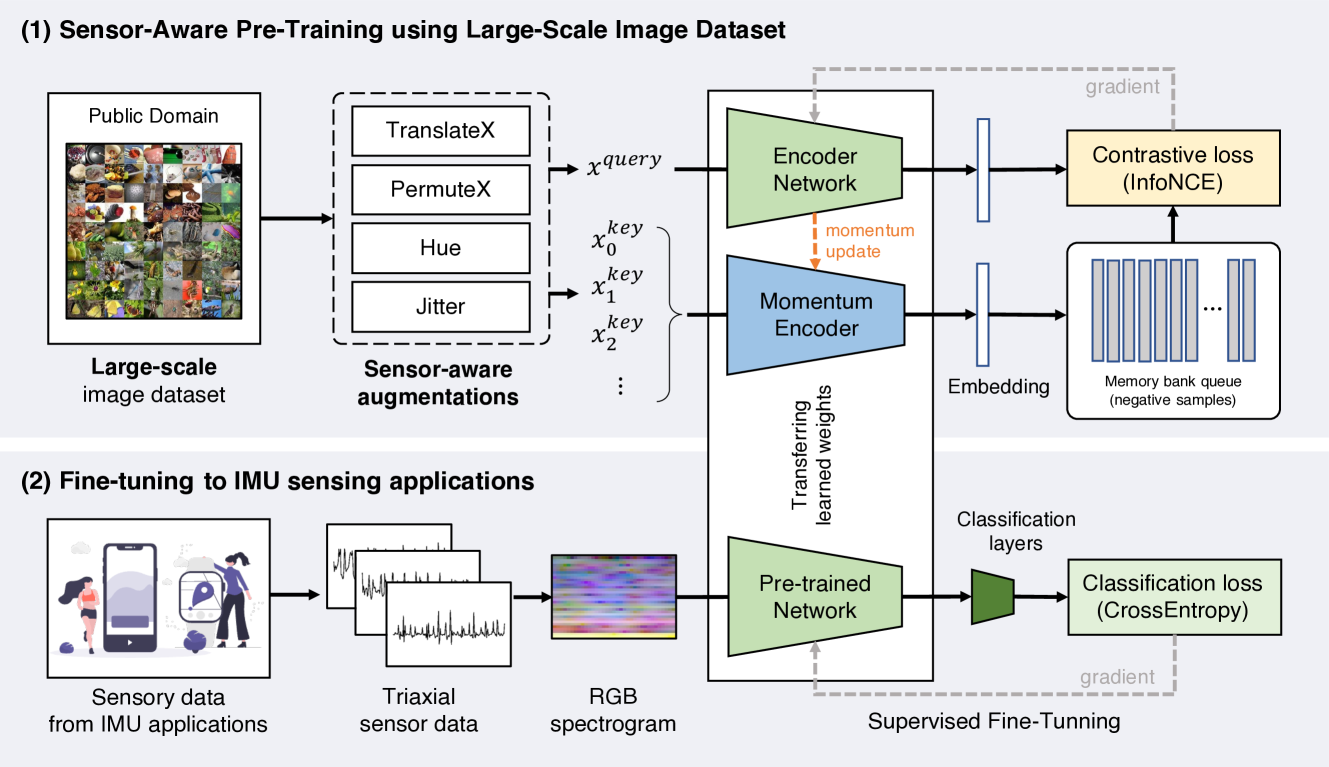 (1) Sensor-Aware Pre-Training using Large-Scale Image Dataset
Public Domain
Large-scale
image dataset
TranslateX
PermuteX
Hue
Jitter
Sensor-aware
augmentations
x^query
x_0^key
x_1^key
x_2^key
⋮
Encoder
Network
momentum
update
Momentum
Encoder
gradient
Contrastive loss
(InfoNCE)
Embedding
...
Memory bank queue
(negative samples)
Transferring
learned weights
(2) Fine-tuning to IMU sensing applications
Sensory data
from IMU applications
Triaxial
sensor data
RGB
spectrogram
Pre-trained
Network
Classification
layers
Classification loss
(CrossEntropy)
gradient
Supervised Fine-Tunning